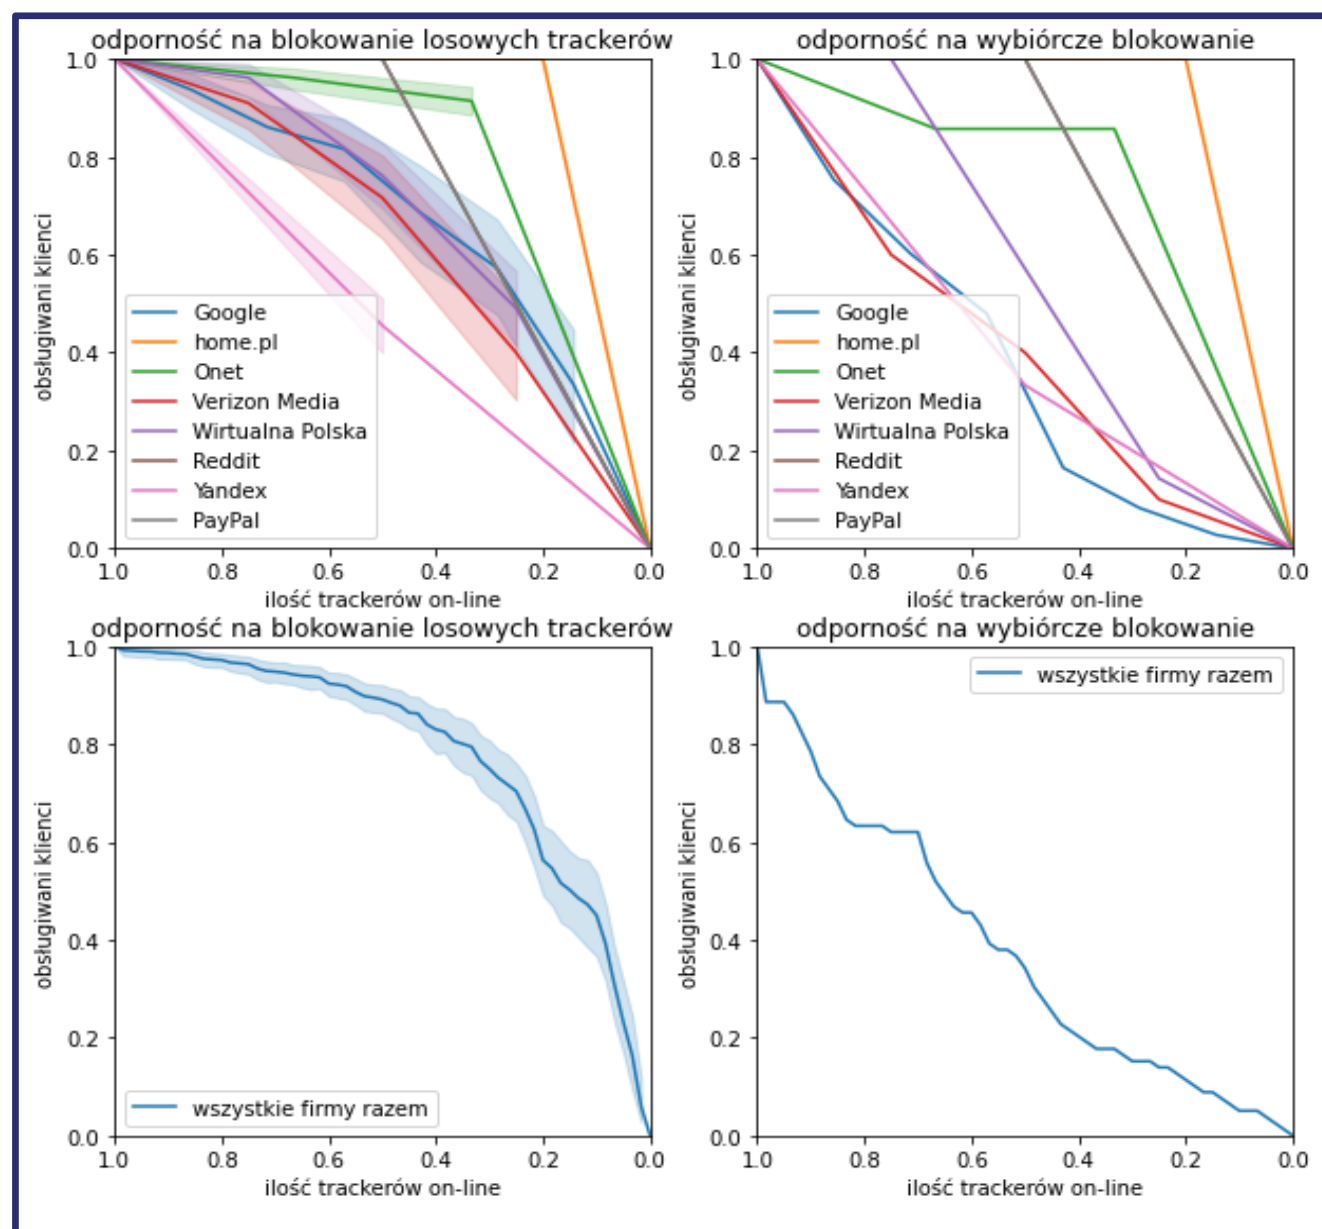 odporność na blokowanie losowych trackerów
1.0
0.8
0.6
0.4
0.2
0.0
obsługiwani klienci
Google
home.pl
Onet
Verizon Media
Wirtualna Polska
Reddit
Yandex
PayPal
1.0 0.8 0.6 0.4 0.2 0.0
ilość trackerów on-line
odporność na wybiórcze blokowanie
1.0
0.8
0.6
0.4
0.2
0.0
obsługiwani klienci
Google
home.pl
Onet
Verizon Media
Wirtualna Polska
Reddit
Yandex
PayPal
1.0 0.8 0.6 0.4 0.2 0.0
ilość trackerów on-line
odporność na blokowanie losowych trackerów
1.0
0.8
0.6
0.4
0.2
0.0
obsługiwani klienci
wszystkie firmy razem
1.0 0.8 0.6 0.4 0.2 0.0
ilość trackerów on-line
odporność na wybiórcze blokowanie
1.0
0.8
0.6
0.4
0.2
0.0
obsługiwani klienci
wszystkie firmy razem
1.0 0.8 0.6 0.4 0.2 0.0
ilość trackerów on-line